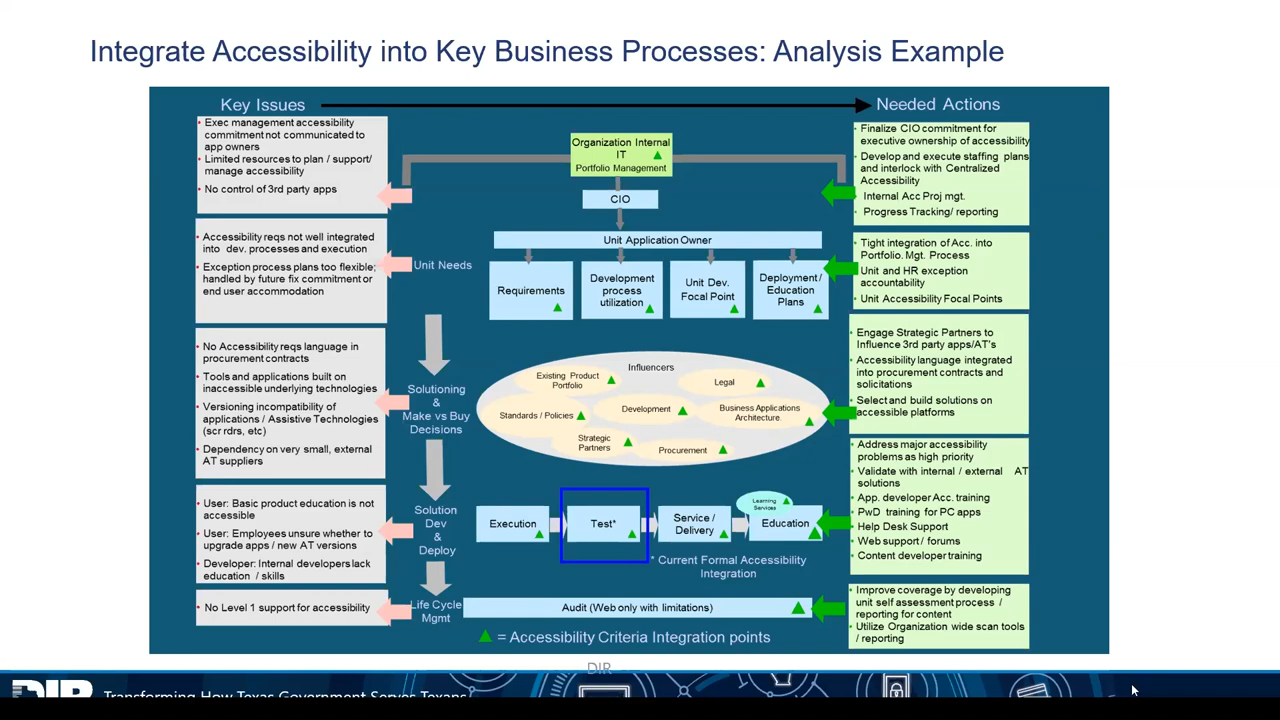 Integrate Accessibility into Key Business Processes: Analysis Example
Key Issues
Needed Actions
• Exec management accessibility
commitment not communicated to
app owners
• Limited resources to plan / support/
manage accessibility
• No control of 3rd party apps
• Accessibility reqs not well integrated
into dev. processes and execution
• Exception process plans too flexible;
handled by future fix commitment or
end user accommodation
• No Accessibility reqs language in
procurement contracts
• Tools and applications built on
inaccessible underlying technologies
• Versioning incompatibility of
applications / Assistive Technologies
(scr rdrs, etc)
• Dependency on very small, external
AT suppliers
• User: Basic product education is not
accessible
• User: Employees unsure whether to
upgrade apps / new AT versions
• Developer: Internal developers lack
education / skills
• No Level 1 support for accessibility
Unit Needs
Solutioning
&
Make vs Buy
Decisions
Solution
Dev
&
Deploy
Life Cycle
Mgmt
Organization Internal
IT
Portfolio Management
CIO
Unit Application Owner
Requirements
Development
process
utilization
Unit Dev.
Focal Point
Deployment /
Education
Plans
Influencers
Existing Product
Portfolio
Legal
Standards / Policies
Development
Business Applications
Architecture.
Strategic
Partners
Procurement
Execution
Test*
Service /
Delivery
Learning
Services
Education
* Current Formal Accessibility
Integration
Audit (Web only with limitations)
= Accessibility Criteria Integration points
• Finalize CIO commitment for
executive ownership of accessibility
• Develop and execute staffing plans
and interlock with Centralized
Accessibility
• Internal Acc Proj mgt.
• Progress Tracking/ reporting
• Tight integration of Acc. into
Portfolio. Mgt. Process
• Unit and HR exception
accountability
• Unit Accessibility Focal Points
• Engage Strategic Partners to
Influence 3rd party apps/AT's
• Accessibility language integrated
into procurement contracts and
solicitations
• Select and build solutions on
accessible platforms
• Address major accessibility
problems as high priority
• Validate with internal / external AT
solutions
• App. developer Acc. training
• PwD training for PC apps
• Help Desk Support
• Web support / forums
• Content developer training
• Improve coverage by developing
unit self assessment process /
reporting for content
• Utilize Organization wide scan tools
/ reporting
DIR
DIR
Transforming How Texas Government Serves Texans